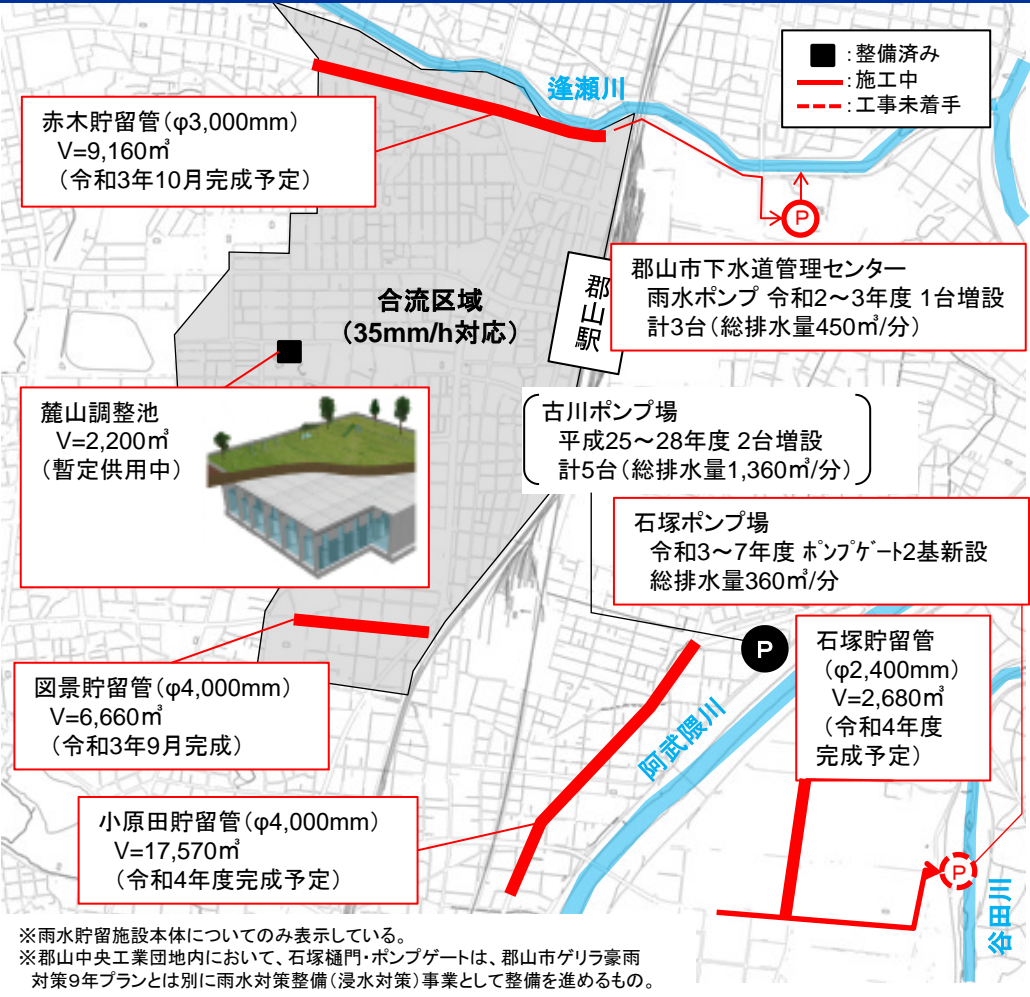 ■:整備済み
:施工中
:工事未着手
逢瀬川
赤木貯留管(φ3,000mm)
V=9,160㎥
(令和3年10月完成予定)
P
郡山市下水道管理センター
雨水ポンプ 令和2~3年度 1台増設
計3台(総排水量450㎥/分)
合流区域
(35mm/h対応)
郡山駅
麓山調整池
V=2,200㎥
(暫定供用中)
古川ポンプ場
平成25~28年度 2台増設
計5台(総排水量1,360㎥/分)
石塚ポンプ場
令和3~7年度 ポンプゲート2基新設
総排水量360㎥/分
P
石塚貯留管
(φ2,400mm)
V=2,680㎥
(令和4年度
完成予定)
図景貯留管(φ4,000mm)
V=6,660㎥
(令和3年9月完成)
阿武隈川
小原田貯留管(φ4,000mm)
V=17,570㎥
(令和4年度完成予定)
P
谷田川
※雨水貯留施設本体についてのみ表示している。
※郡山中央工業団地内において、石塚樋門・ポンプゲートは、郡山市ゲリラ豪雨
対策9年プランとは別に雨水対策整備(浸水対策)事業として整備を進めるもの。